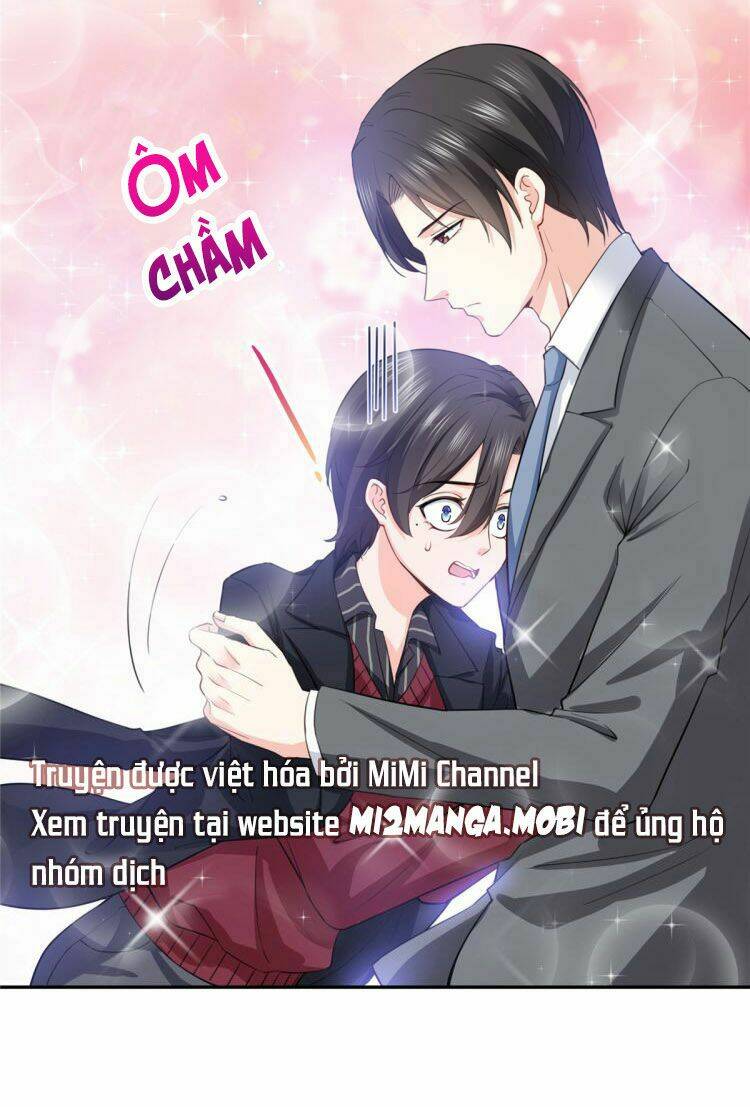 ÔM
CHẦM
Truyện được việt hóa bởi MiMi Channel
Xem truyện tại website MI2MANGA.MOBI để ủng hộ
nhóm dịch